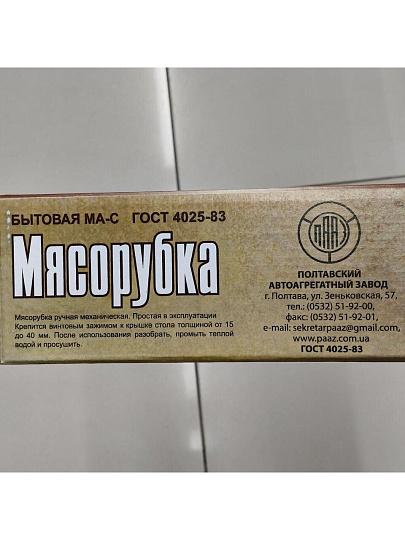 БЫТОВАЯ МА-С ГОСТ 4025-83
Мясорубка
Мясорубка ручная механическая. Простая в эксплуатации
Крепится винтовым зажимом к крышке стола толщиной от 15
до 40 мм. После использования разобрать, промыть теплой
водой и просушить.
ПААЗ
ПОЛТАВСКИЙ
АВТОАГРЕГАТНЫЙ ЗАВОД
г. Полтава, ул. Зеньковская, 57,
тел.: (0532) 51-92-00,
факс: (0532) 51-92-01,
e-mail: sekretarpaaz@gmail.com,
www.paaz.com.ua
ГОСТ 4025-83